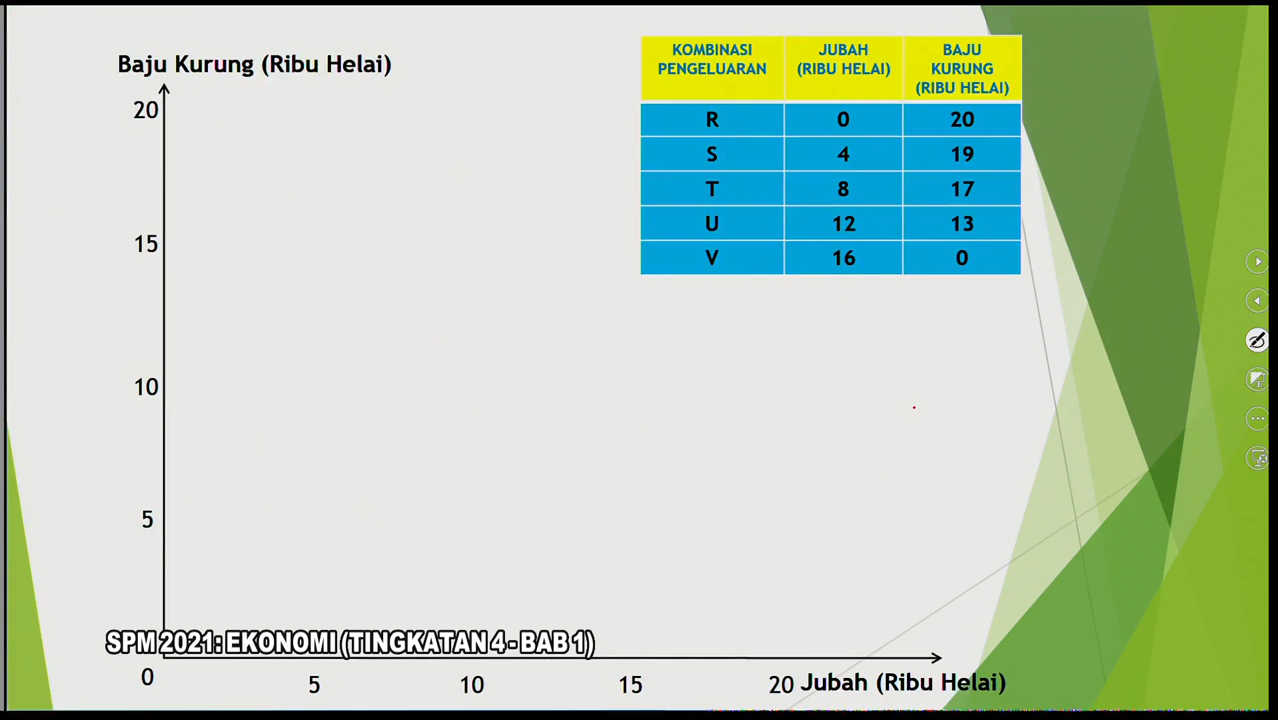 Baju Kurung (Ribu Helai)
KOMBINASI PENGELUARAN
JUBAH (RIBU HELAI)
BAJU KURUNG (RIBU HELAI)
R 0 20
S 4 19
T 8 17
U 12 13
V 16 0
20
15
10
5
0
SPM 2021: EKONOMI (TINGKATAN 4 - BAB 1)
5 10 15 20 Jubah (Ribu Helai)